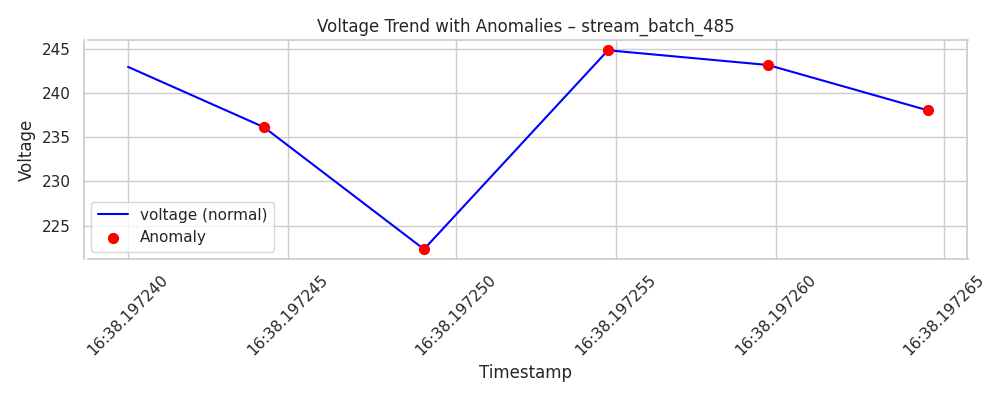 Voltage Trend with Anomalies – stream_batch_485
Voltage
245
240
235
230
225
voltage (normal)
Anomaly
16:38.197240
16:38.197245
16:38.197250
16:38.197255
16:38.197260
16:38.197265
Timestamp